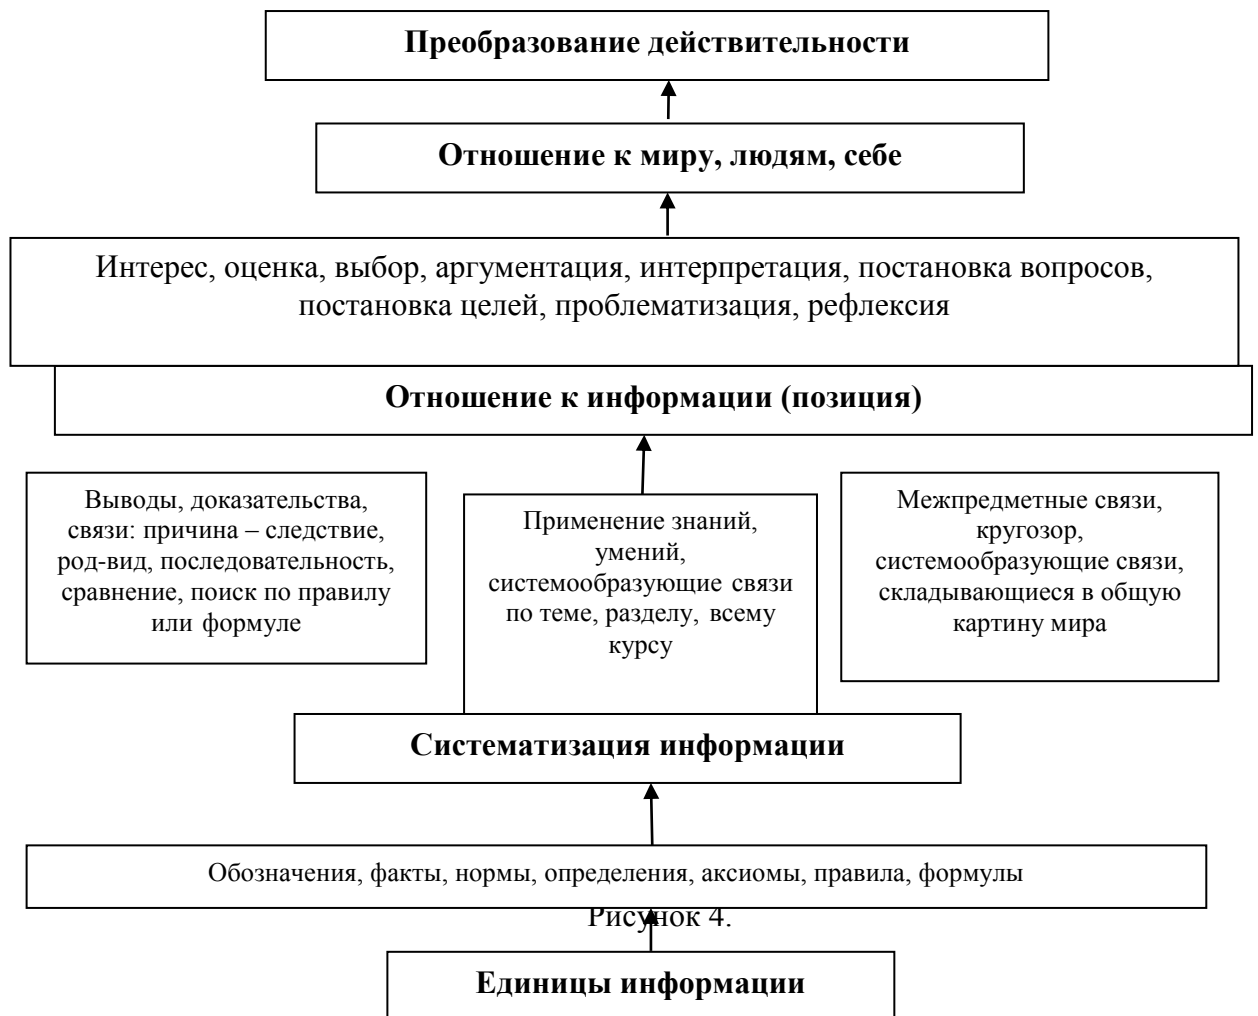 Преобразование действительности
Отношение к миру, людям, себе
Интерес, оценка, выбор, аргументация, интерпретация, постановка вопросов,
постановка целей, проблематизация, рефлексия
Отношение к информации (позиция)
Выводы, доказательства,
связи: причина – следствие,
род-вид, последовательность,
сравнение, поиск по правилу
или формуле
Применение знаний,
умений,
системообразующие связи
по теме, разделу, всему
курсу
Межпредметные связи,
кругозор,
системообразующие связи,
складывающиеся в общую
картину мира
Систематизация информации
Обозначения, факты, нормы, определения, аксиомы, правила, формулы
Рисунок 4.
Единицы информации